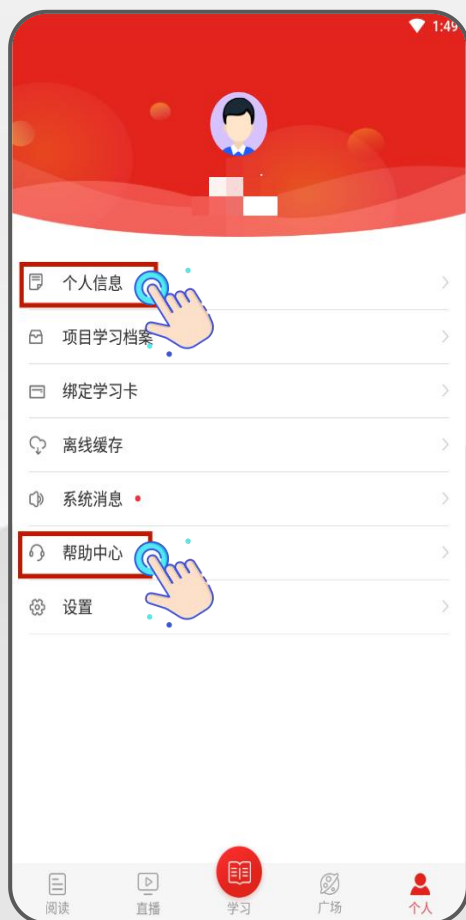 1:49
个人信息
项目学习档案
绑定学习卡
离线缓存
系统消息
帮助中心
设置
阅读 直播 学习 广场 个人